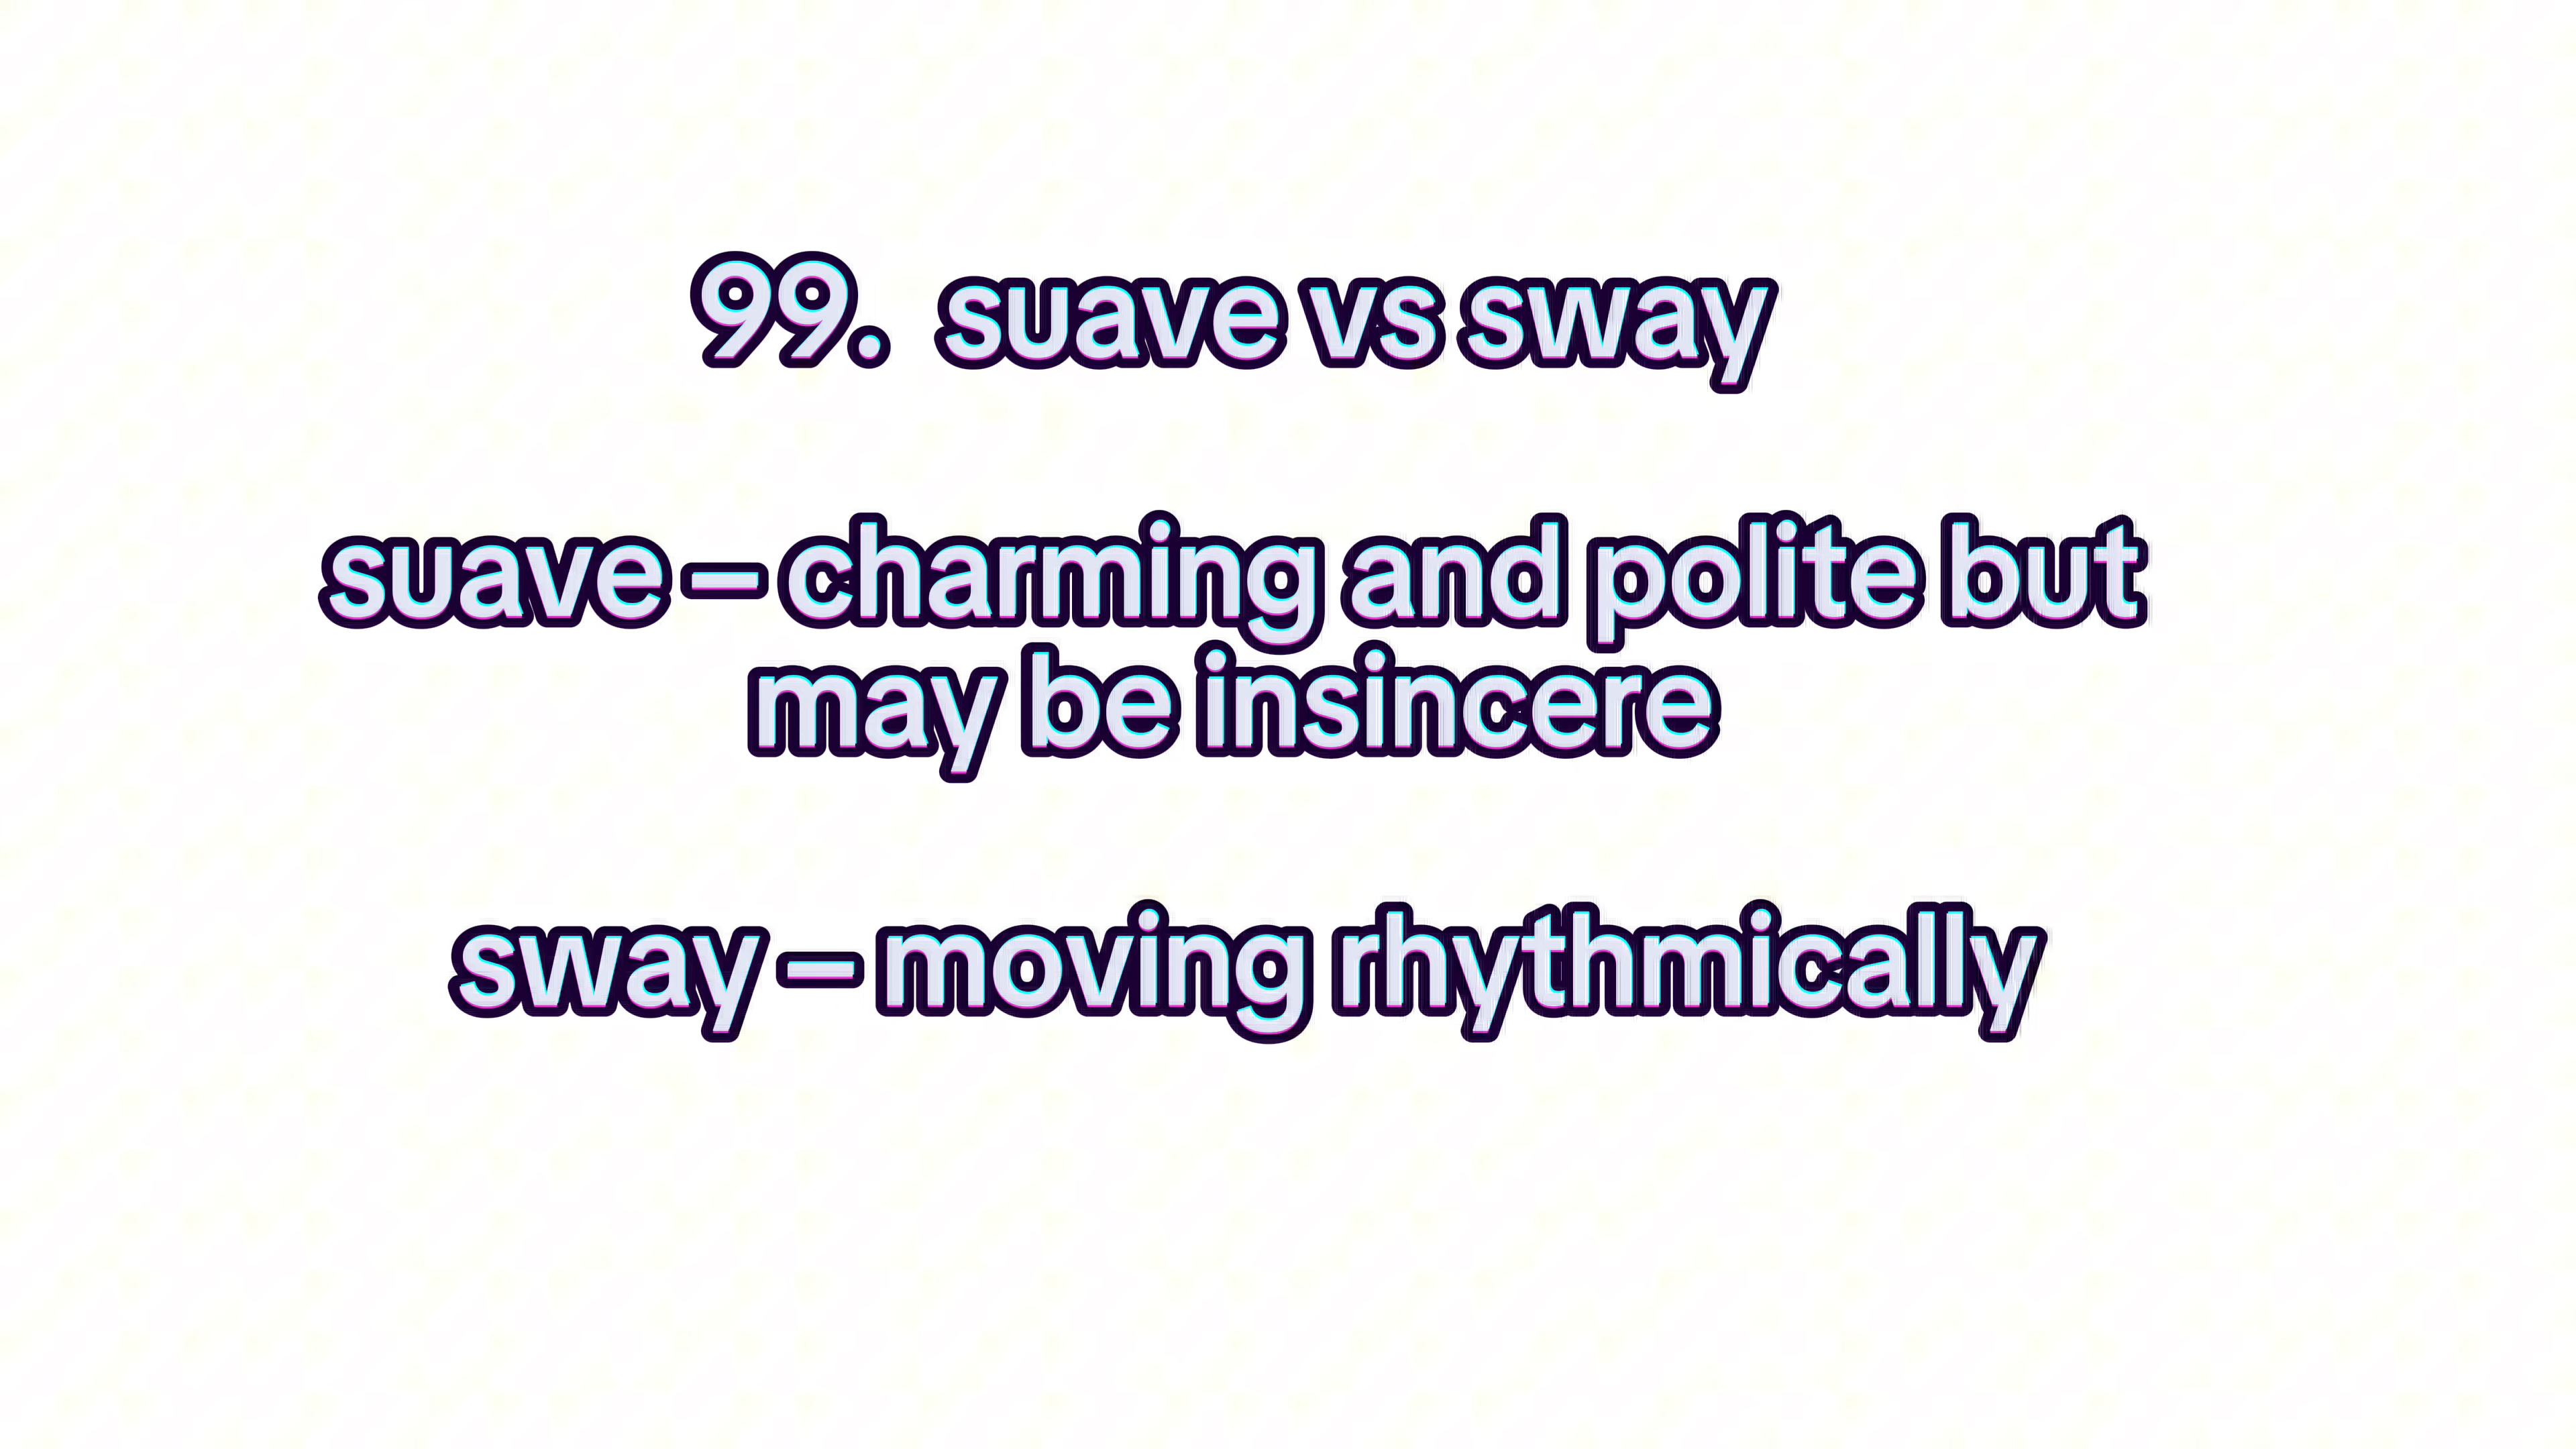 99. suave vs sway
suave – charming and polite but
may be insincere
sway – moving rhythmically